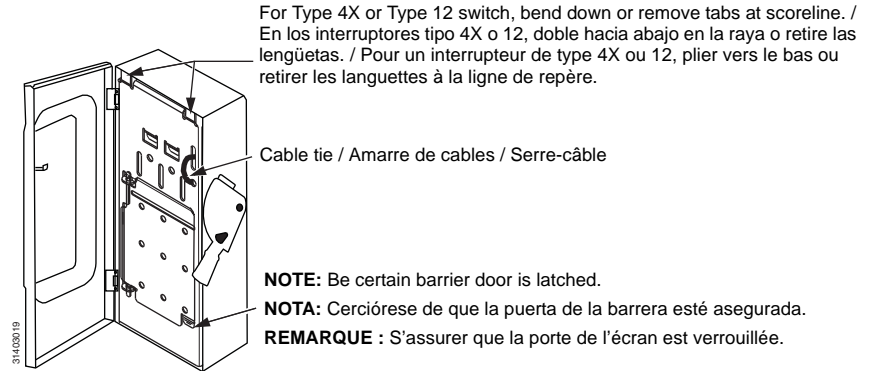 For Type 4X or Type 12 switch, bend down or remove tabs at scoreline. /
En los interruptores tipo 4X o 12, doble hacia abajo en la raya o retire las
lengüetas. / Pour un interrupteur de type 4X ou 12, plier vers le bas ou
retirer les languettes à la ligne de repère.
Cable tie / Amarre de cables / Serre-câble
NOTE: Be certain barrier door is latched.
NOTA: Cerciórese de que la puerta de la barrera esté asegurada.
REMARQUE : S’assurer que la porte de l’écran est verrouillée.
31403019